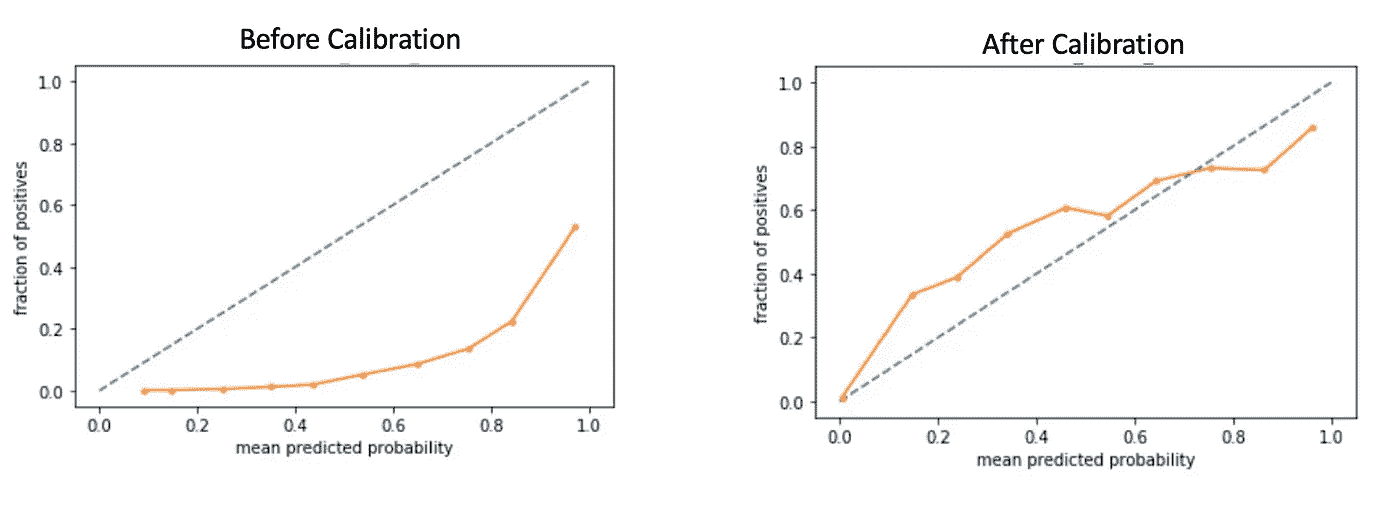 Before Calibration
1.0
0.8
0.6
0.4
0.2
0.0
fraction of positives
0.0 0.2 0.4 0.6 0.8 1.0
mean predicted probability
After Calibration
1.0
0.8
0.6
0.4
0.2
0.0
fraction of positives
0.0 0.2 0.4 0.6 0.8 1.0
mean predicted probability